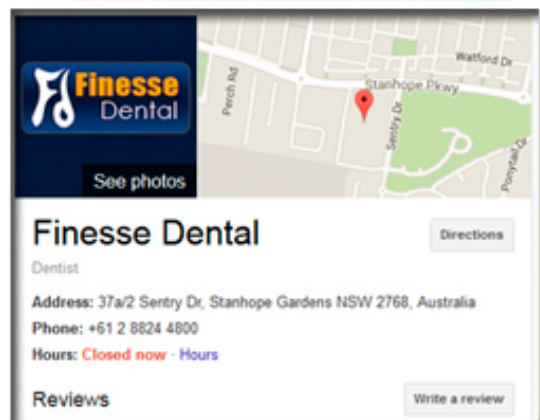 Finesse
Dental
See photos
Watford Dr
Stanhope Pkwy
Perch Rd
Sentry Dr
Ponytail
Finesse Dental
Directions
Dentist
Address: 37a/2 Sentry Dr, Stanhope Gardens NSW 2768, Australia
Phone: +61 2 8824 4800
Hours: Closed now · Hours
Reviews
Write a review